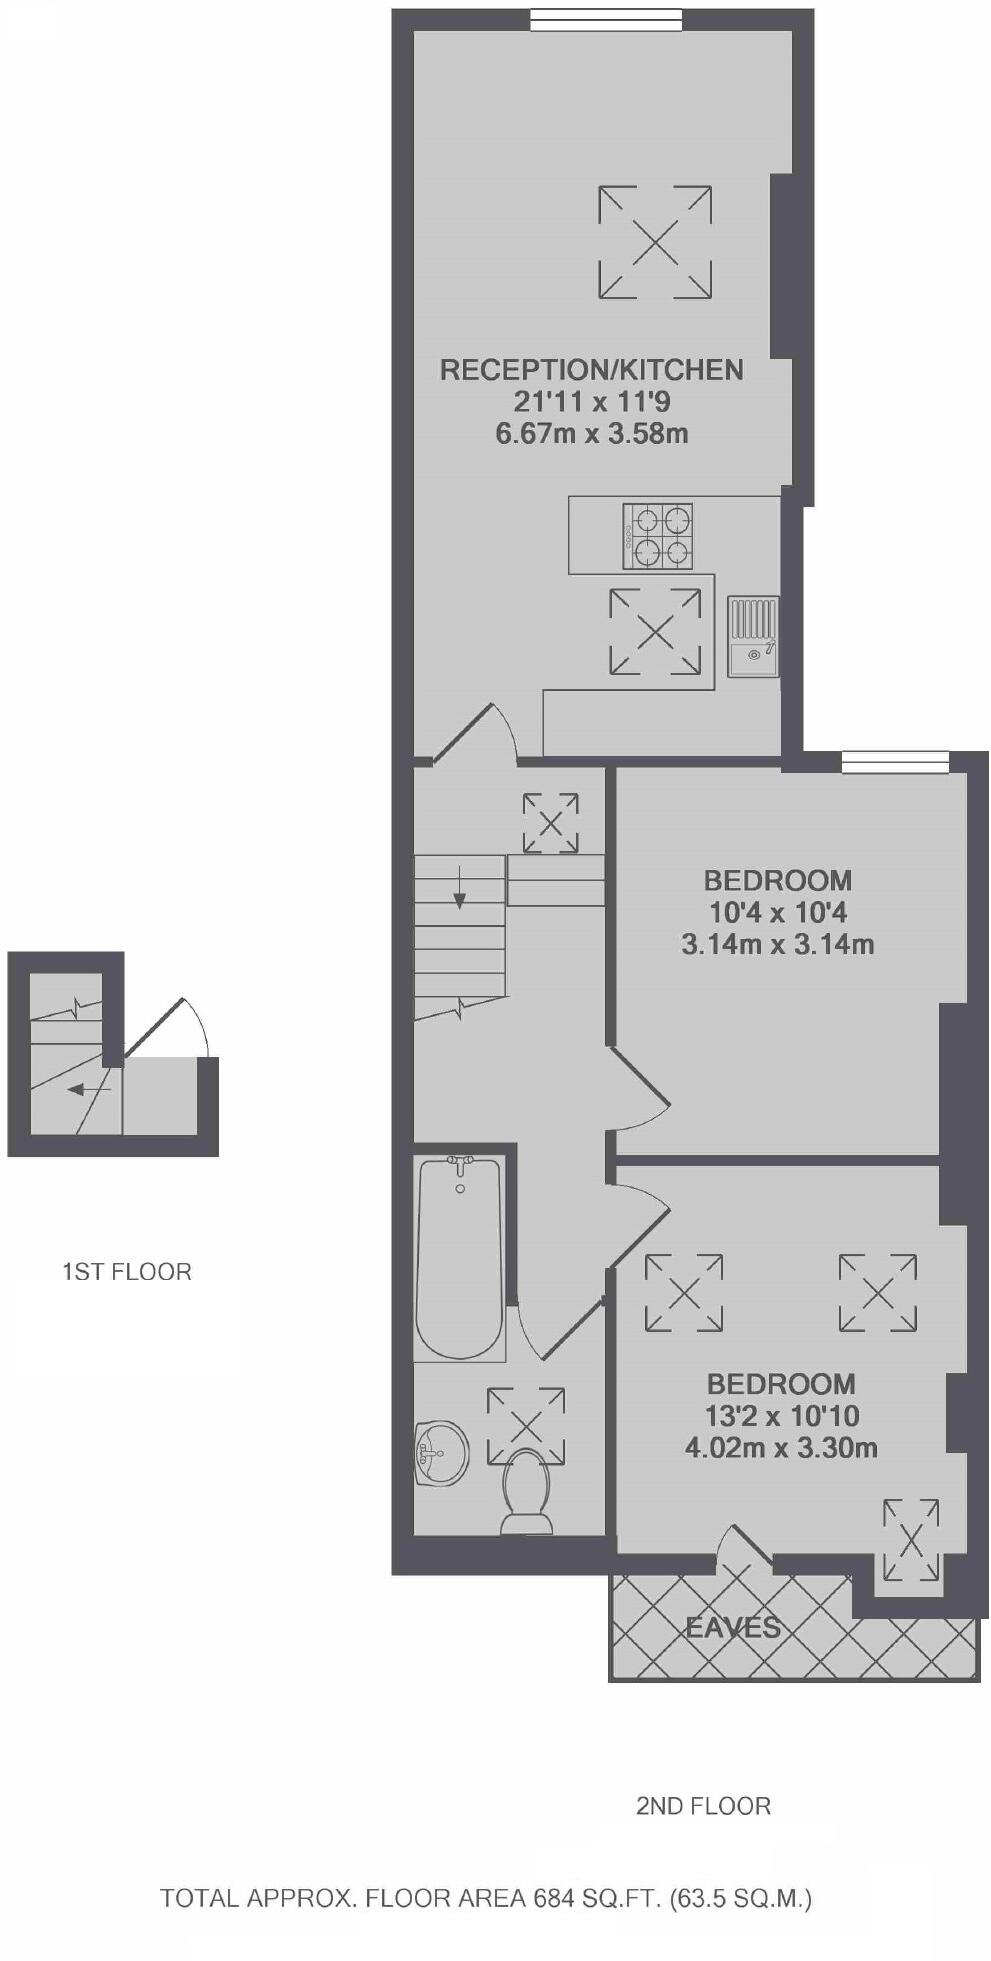 RECEPTION/KITCHEN
21'11 x 11'9
6.67m x 3.58m
BEDROOM
10'4 x 10'4
3.14m x 3.14m
1ST FLOOR
BEDROOM
13'2 x 10'10
4.02m x 3.30m
EAVES
2ND FLOOR
TOTAL APPROX. FLOOR AREA 684 SQ.FT. (63.5 SQ.M.)